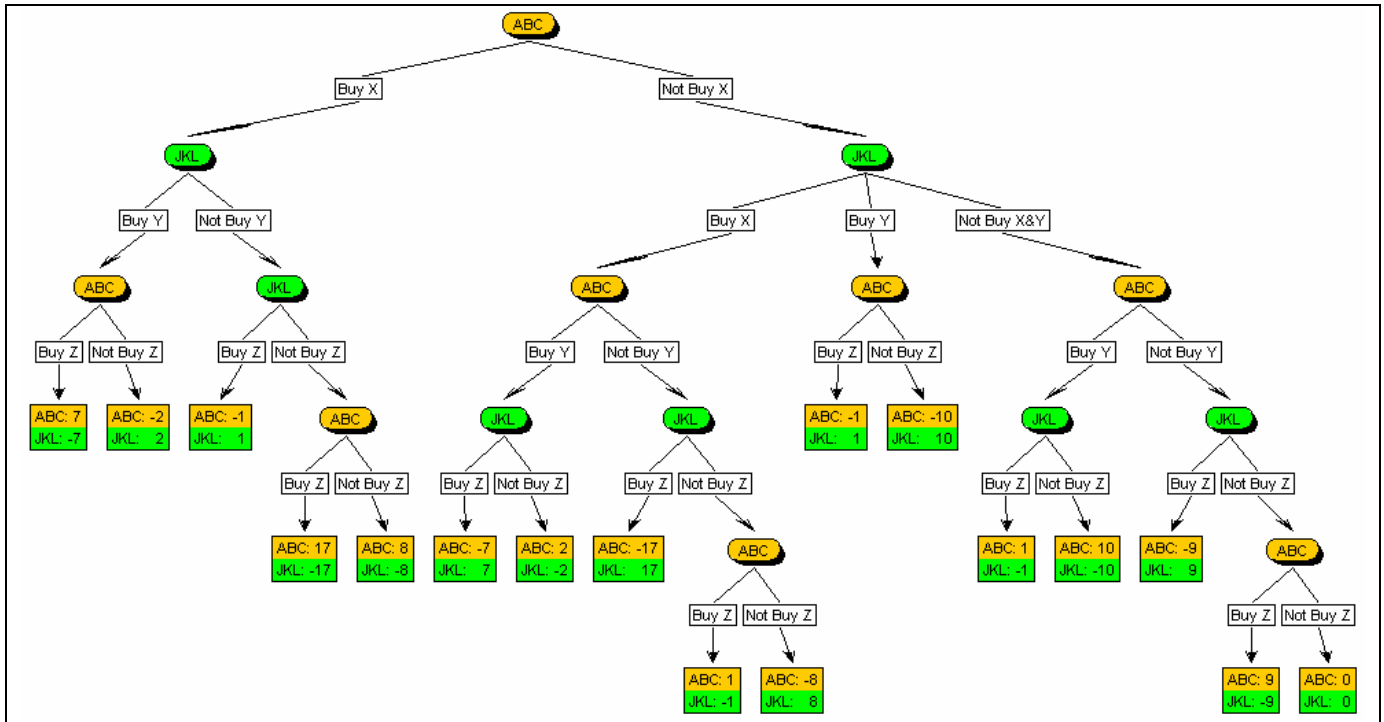 ABC
Buy X
Not Buy X
JKL
JKL
Buy Y
Not Buy Y
Buy X
Buy Y
Not Buy X&Y
ABC
JKL
ABC
ABC
ABC
Buy Z
Not Buy Z
Buy Z
Not Buy Z
Buy Y
Not Buy Y
Buy Z
Not Buy Z
Buy Y
Not Buy Y
ABC: 7
JKL: -7
ABC: -2
JKL: 2
ABC: -1
JKL: 1
ABC
JKL
JKL
ABC: -1
JKL: 1
ABC: -10
JKL: 10
JKL
JKL
Buy Z
Not Buy Z
Buy Z
Not Buy Z
Buy Z
Not Buy Z
Buy Z
Not Buy Z
Buy Z
Not Buy Z
ABC: 17
JKL: -17
ABC: 8
JKL: -8
ABC: -7
JKL: 7
ABC: 2
JKL: -2
ABC: -17
JKL: 17
ABC
ABC: 1
JKL: -1
ABC: 10
JKL: -10
ABC: -9
JKL: 9
ABC
Buy Z
Not Buy Z
Buy Z
Not Buy Z
ABC: 1
JKL: -1
ABC: -8
JKL: 8
ABC: 9
JKL: -9
ABC: 0
JKL: 0